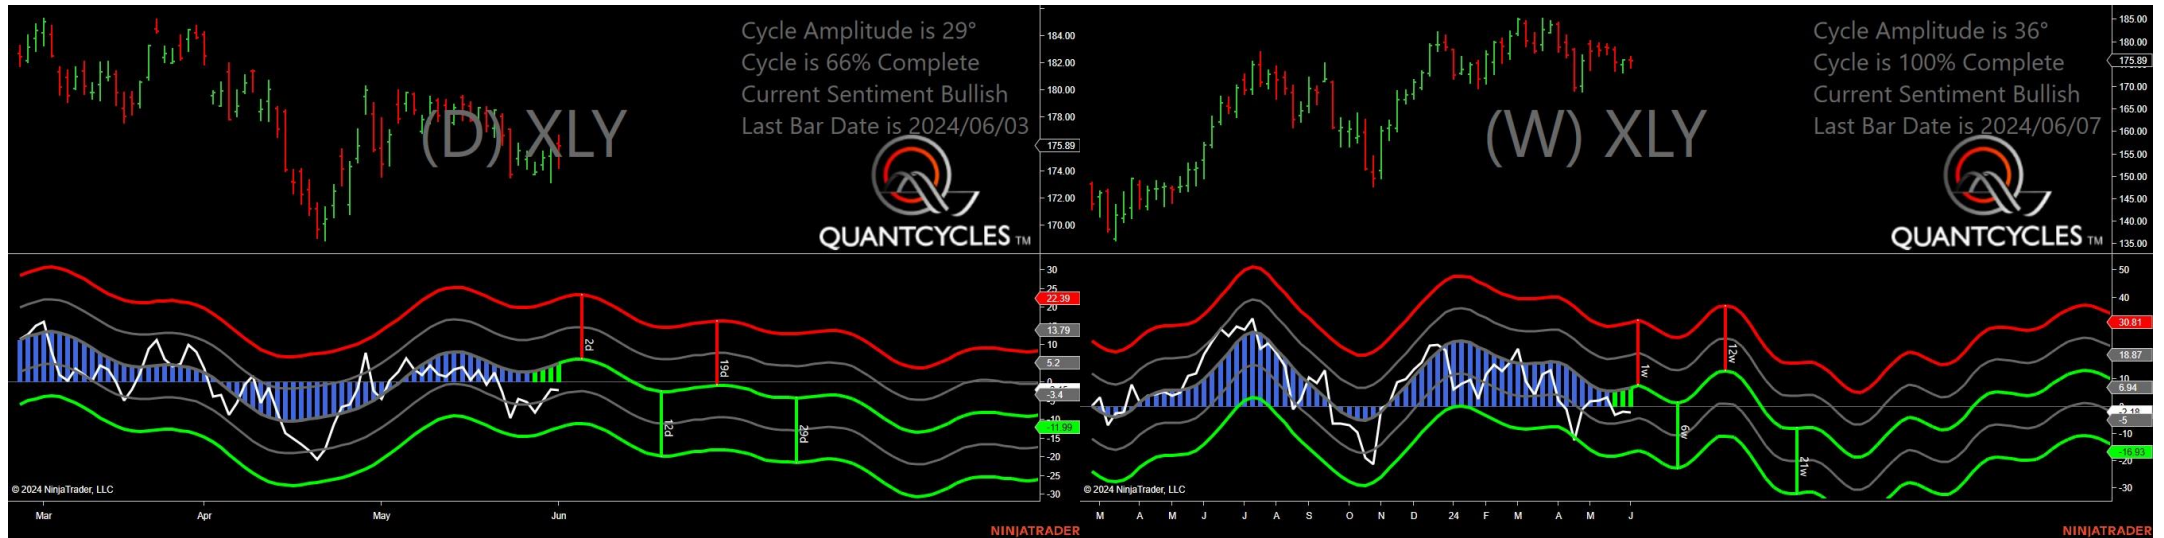 Cycle Amplitude is 29°
Cycle is 66% Complete
Current Sentiment Bullish
Last Bar Date is 2024/06/03
(D) XLY
QUANTCYCLES TM
184.00
182.00
180.00
178.00
175.89
174.00
172.00
170.00
30
25
22.39
20
13.79
10
5.2
0
-3.4
-10
-11.99
-15
-20
-25
-30
2d
12d
19d
29d
© 2024 NinjaTrader, LLC
Mar Apr May Jun
NINJATRADER
Cycle Amplitude is 36°
Cycle is 100% Complete
Current Sentiment Bullish
Last Bar Date is 2024/06/07
(W) XLY
QUANTCYCLES TM
185.00
180.00
175.89
170.00
165.00
160.00
155.00
150.00
145.00
140.00
135.00
50
40
30.81
18.87
10
6.94
-2.18
-5
-10
-16.93
-20
-30
1w
6w
12w
21w
© 2024 NinjaTrader, LLC
M A M J J A S O N D 24 F M A M J
NINJATRADER